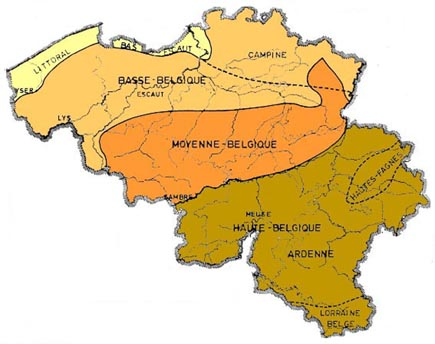 LITTORAL
BAS
ESCAUT
CAMPINE
YSER
BASSE-BELGIQUE
ESCAUT
LYS
MOYENNE-BELGIQUE
HAUTES-FAGNES
SAMBRE
MEUSE
HAUTE-BELGIQUE
ARDENNE
LORRAINE
BELGE